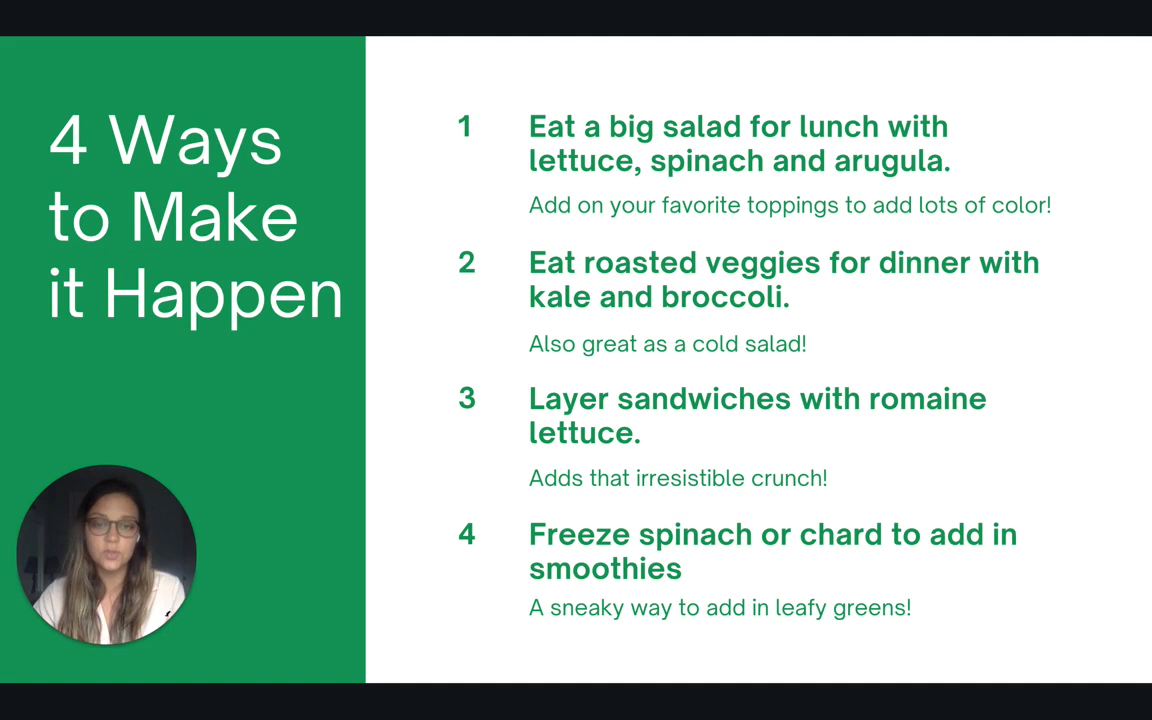 4 Ways
to Make
it Happen
1
Eat a big salad for lunch with
lettuce, spinach and arugula.
Add on your favorite toppings to add lots of color!
2
Eat roasted veggies for dinner with
kale and broccoli.
Also great as a cold salad!
3
Layer sandwiches with romaine
lettuce.
Adds that irresistible crunch!
4
Freeze spinach or chard to add in
smoothies
A sneaky way to add in leafy greens!